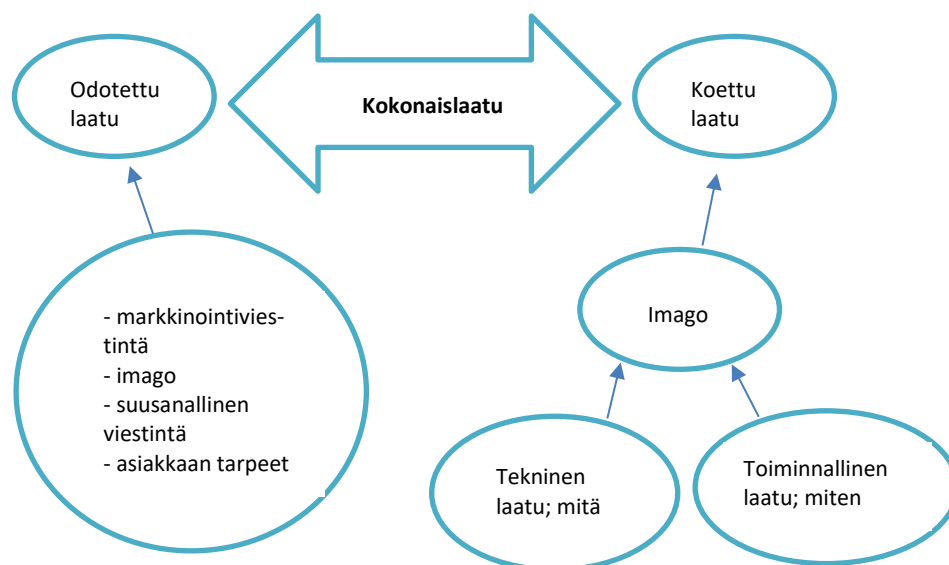 Odotettu
laatu
Kokonaislaatu
Koettu
laatu
- markkinointivies-
tintä
- imago
- suusanallinen
viestintä
- asiakkaan tarpeet
Imago
Tekninen
laatu; mitä
Toiminnallinen
laatu; miten